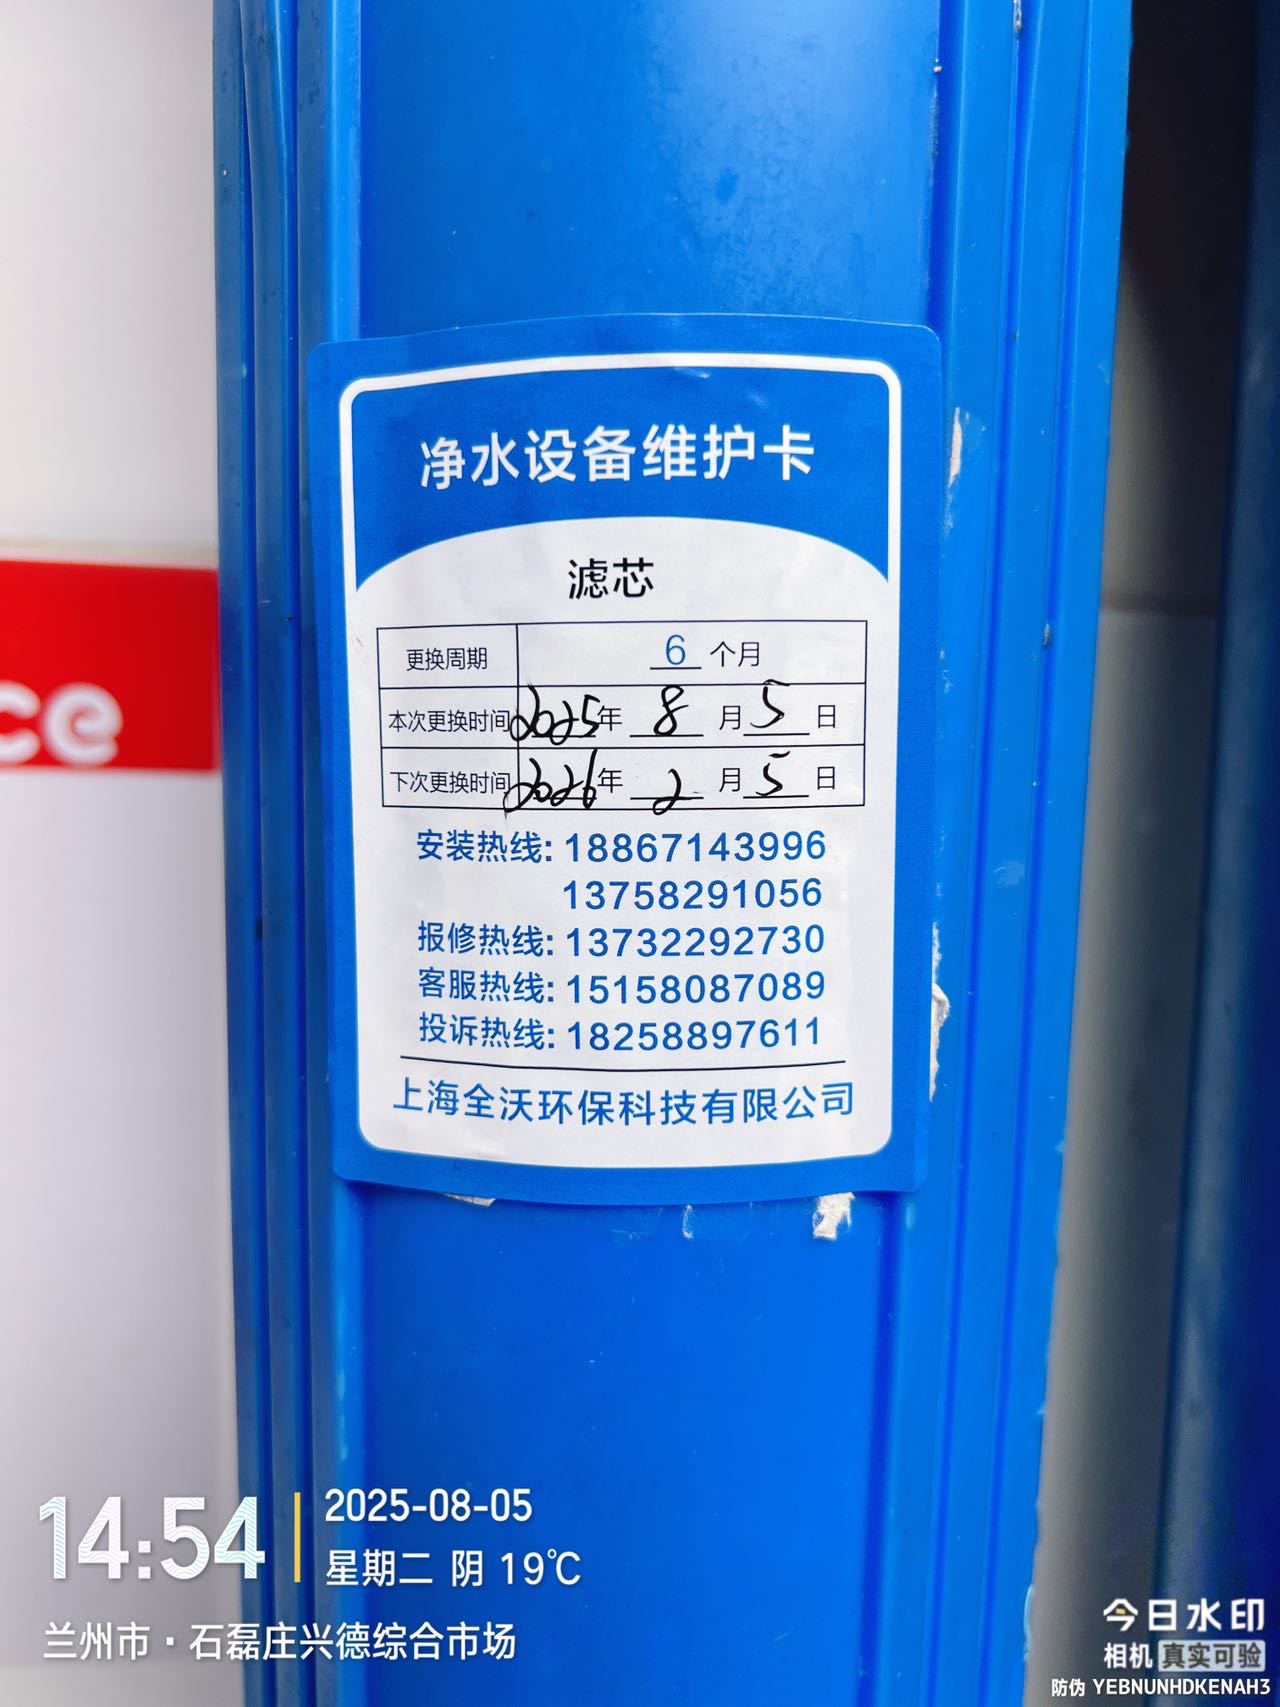 净水设备维护卡
滤芯
更换周期 6 个月
本次更换时间 2025年 8 月 5 日
下次更换时间 2026年 2 月 5 日
安装热线: 18867143996
13758291056
报修热线: 13732292730
客服热线: 15158087089
投诉热线: 18258897611
上海全沃环保科技有限公司
ce
14:54
2025-08-05
星期二 阴 19℃
兰州市·石磊庄兴德综合市场
今日水印
相机 真实可验
防伪 YEBNUNHDKENAH3